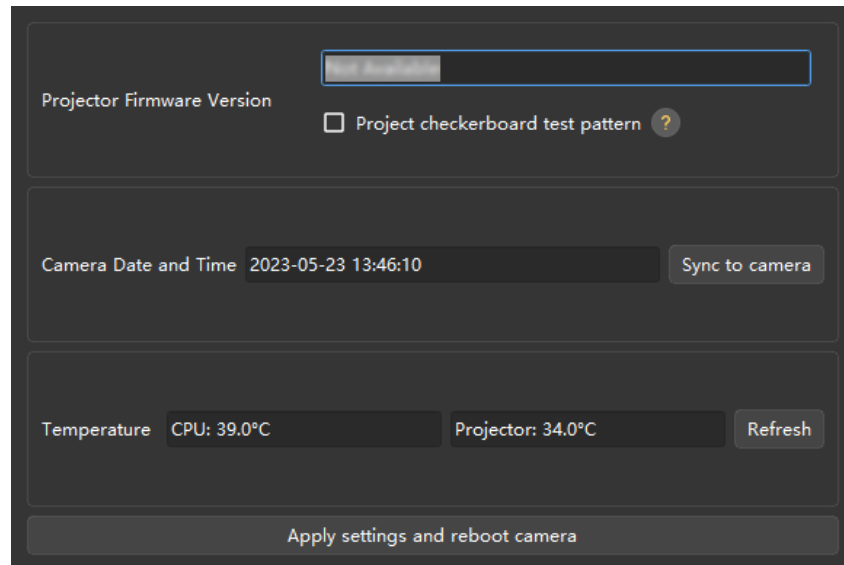 Projector Firmware Version
Project checkerboard test pattern ?
Camera Date and Time 2023-05-23 13:46:10 Sync to camera
Temperature CPU: 39.0°C Projector: 34.0°C Refresh
Apply settings and reboot camera